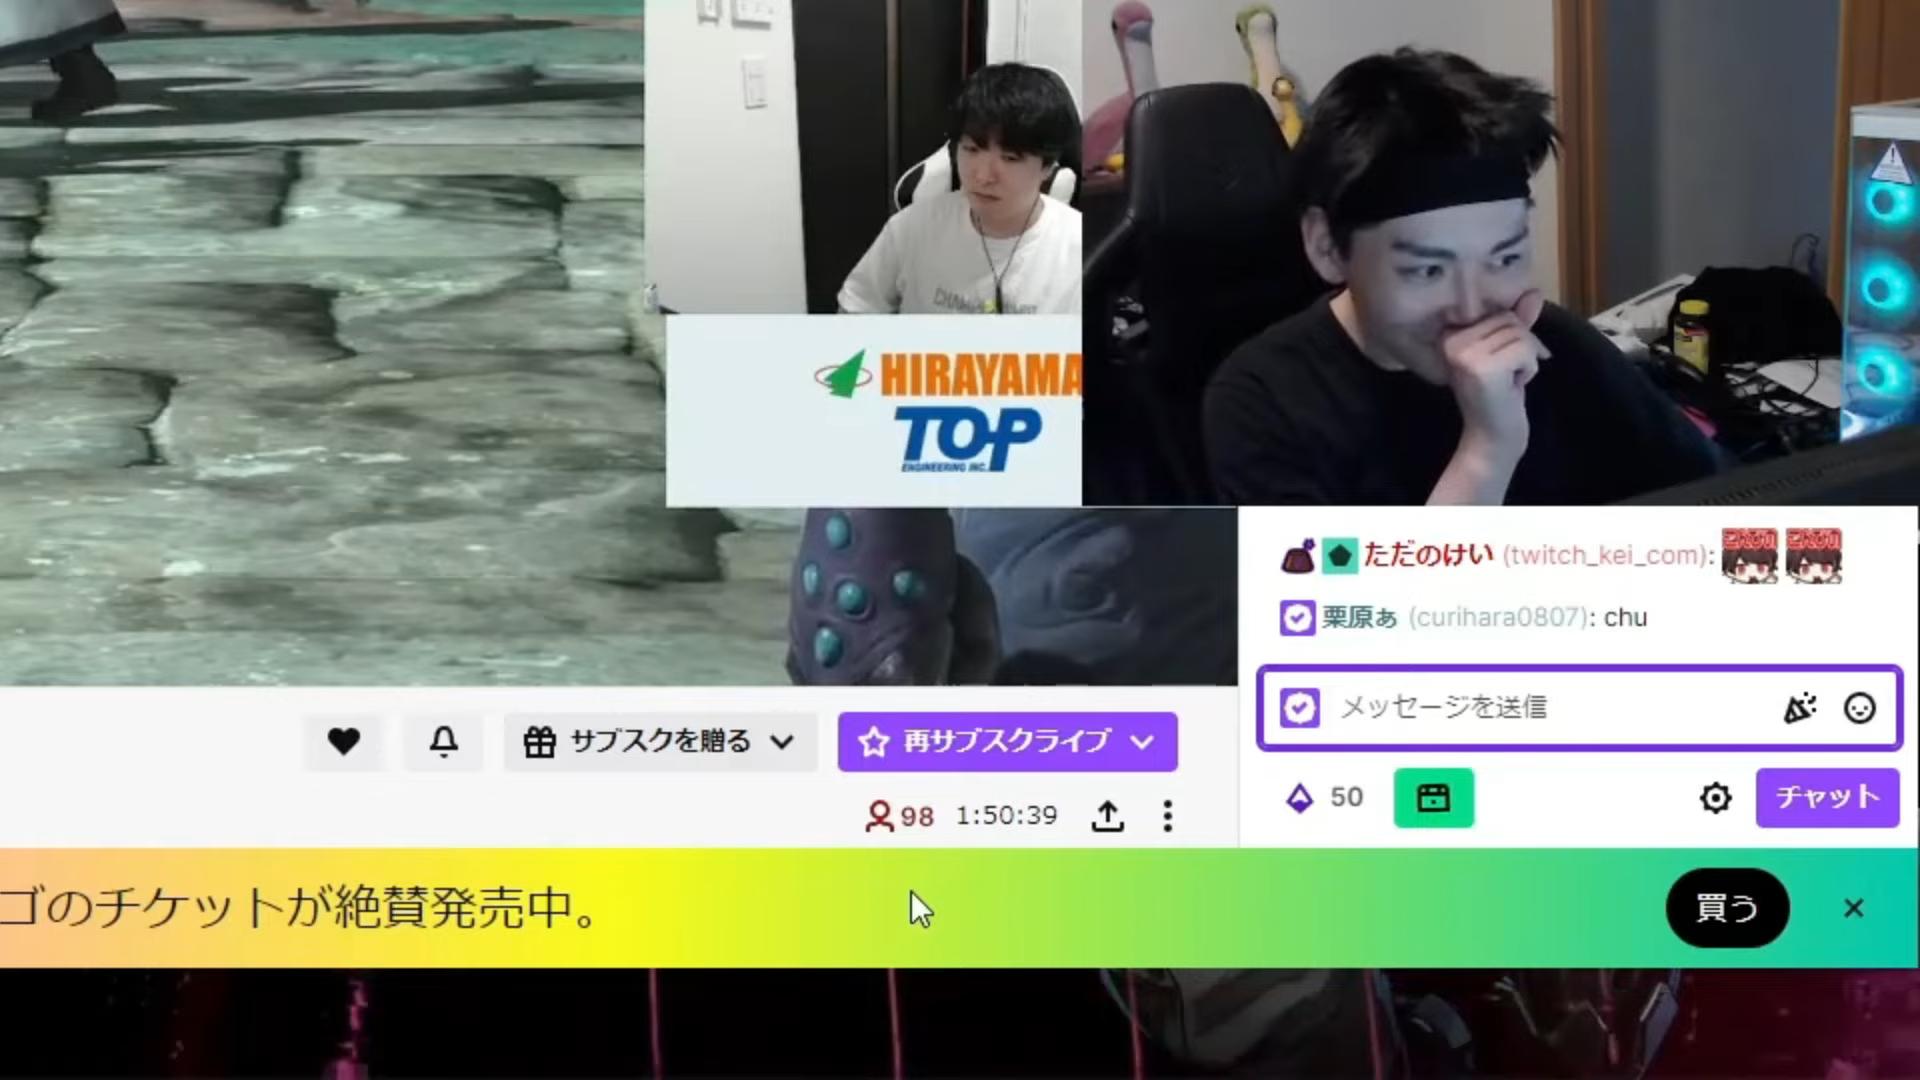 HIRAYAMA
TOP
ENGINEERING INC.
ただのけい (twitch_kei_com):
栗原ぁ (curihara0807): chu
メッセージを送信
サブスクを贈る
再サブスクライブ
50
チャット
98 1:50:39
ゴのチケットが絶賛発売中。
買う